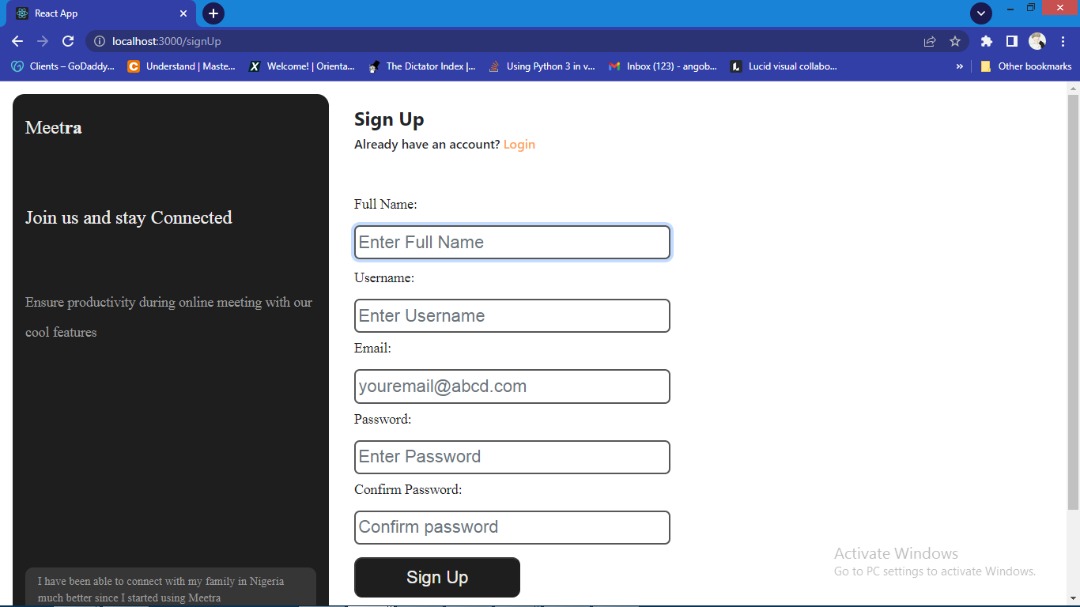 React App
localhost:3000/signUp
Clients – GoDaddy... Understand | Maste... Welcome! | Orienta... The Dictator Index |... Using Python 3 in v... Inbox (123) - angob... Lucid visual collabo... » Other bookmarks
Meetra
Join us and stay Connected
Ensure productivity during online meeting with our
cool features
I have been able to connect with my family in Nigeria
much better since I started using Meetra
Sign Up
Already have an account? Login
Full Name:
Enter Full Name
Username:
Enter Username
Email:
youremail@abcd.com
Password:
Enter Password
Confirm Password:
Confirm password
Sign Up
Activate Windows
Go to PC settings to activate Windows.